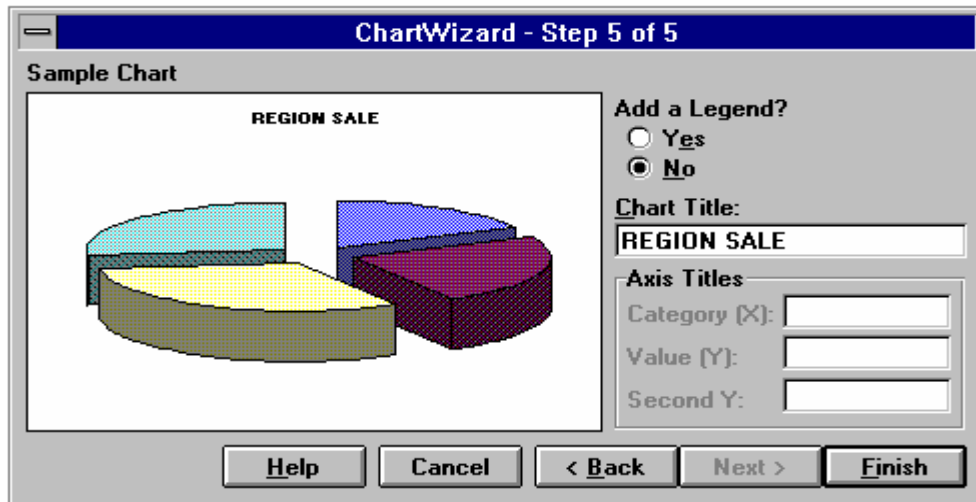 ChartWizard - Step 5 of 5
Sample Chart
REGION SALE
Add a Legend?
Yes
No
Chart Title:
REGION SALE
Axis Titles
Category (X):
Value (Y):
Second Y:
Help Cancel < Back Next > Finish